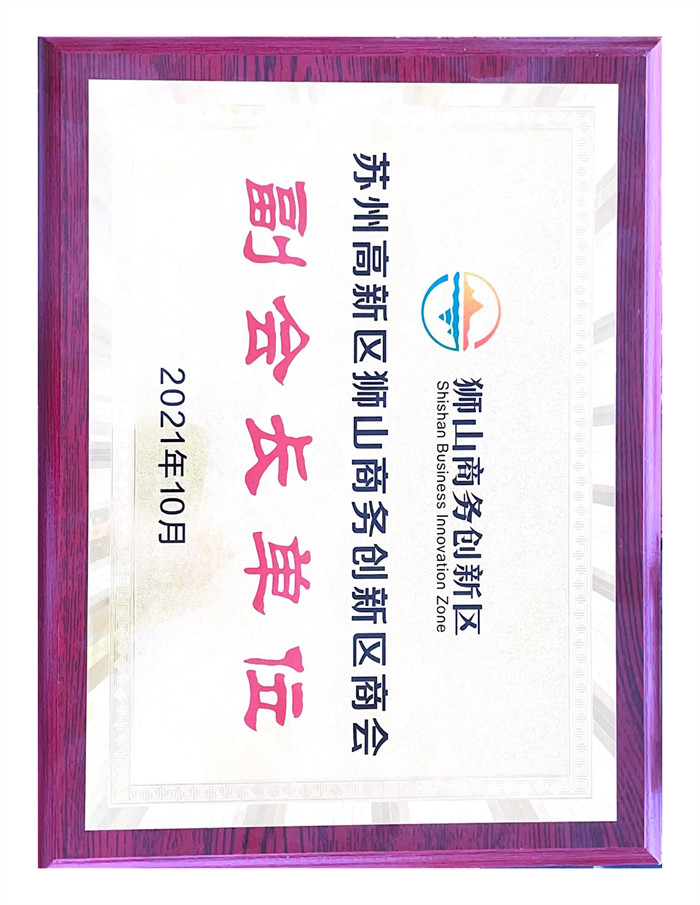 狮山商务创新区
Shishan Business Innovation Zone
苏州高新区狮山商务创新区商会
副会长单位
2021年10月